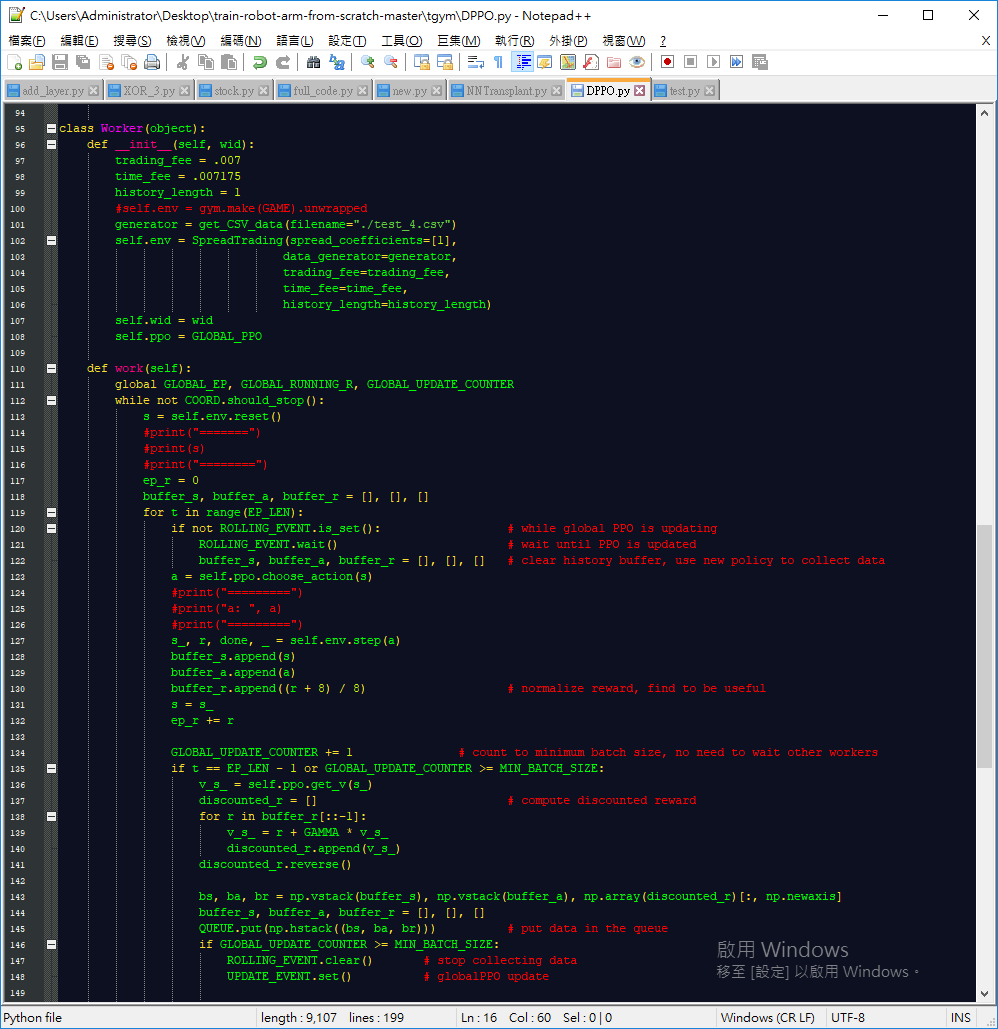 C:\Users\Administrator\Desktop\train-robot-arm-from-scratch-master\tgym\DPPO.py - Notepad++
檔案(F) 編輯(E) 搜尋(S) 檢視(V) 編碼(N) 語言(L) 設定(T) 工具(O) 巨集(M) 執行(R) 外掛(P) 視窗(W) ? X
add_layer.py XOR_3.py stock.py full_code.py new.py NNTransplant.py DPPO.py test.py
94
95 class Worker(object):
96 def __init__(self, wid):
97 trading_fee = .007
98 time_fee = .007175
99 history_length = 1
100 #self.env = gym.make(GAME).unwrapped
101 generator = get_CSV_data(filename="./test_4.csv")
102 self.env = SpreadTrading(spread_coefficients=[1],
103 data_generator=generator,
104 trading_fee=trading_fee,
105 time_fee=time_fee,
106 history_length=history_length)
107 self.wid = wid
108 self.ppo = GLOBAL_PPO
109
110 def work(self):
111 global GLOBAL_EP, GLOBAL_RUNNING_R, GLOBAL_UPDATE_COUNTER
112 while not COORD.should_stop():
113 s = self.env.reset()
114 #print("=======")
115 #print(s)
116 #print("========")
117 ep_r = 0
118 buffer_s, buffer_a, buffer_r = [], [], []
119 for t in range(EP_LEN):
120 if not ROLLING_EVENT.is_set(): # while global PPO is updating
121 ROLLING_EVENT.wait() # wait until PPO is updated
122 buffer_s, buffer_a, buffer_r = [], [], [] # clear history buffer, use new policy to collect data
123 a = self.ppo.choose_action(s)
124 #print("=========")
125 #print("a: ", a)
126 #print("=========")
127 s_, r, done, _ = self.env.step(a)
128 buffer_s.append(s)
129 buffer_a.append(a)
130 buffer_r.append((r + 8) / 8) # normalize reward, find to be useful
131 s = s_
132 ep_r += r
133
134 GLOBAL_UPDATE_COUNTER += 1 # count to minimum batch size, no need to wait other workers
135 if t == EP_LEN - 1 or GLOBAL_UPDATE_COUNTER >= MIN_BATCH_SIZE:
136 v_s_ = self.ppo.get_v(s_)
137 discounted_r = [] # compute discounted reward
138 for r in buffer_r[::-1]:
139 v_s_ = r + GAMMA * v_s_
140 discounted_r.append(v_s_)
141 discounted_r.reverse()
142
143 bs, ba, br = np.vstack(buffer_s), np.vstack(buffer_a), np.array(discounted_r)[:, np.newaxis]
144 buffer_s, buffer_a, buffer_r = [], [], []
145 QUEUE.put(np.hstack((bs, ba, br))) # put data in the queue
146 if GLOBAL_UPDATE_COUNTER >= MIN_BATCH_SIZE:
147 ROLLING_EVENT.clear() # stop collecting data
148 UPDATE_EVENT.set() # globalPPO update
149
啟用 Windows
移至 [設定] 以啟用 Windows。
Python file length : 9,107 lines : 199 Ln : 16 Col : 60 Sel : 0 | 0 Windows (CR LF) UTF-8 INS